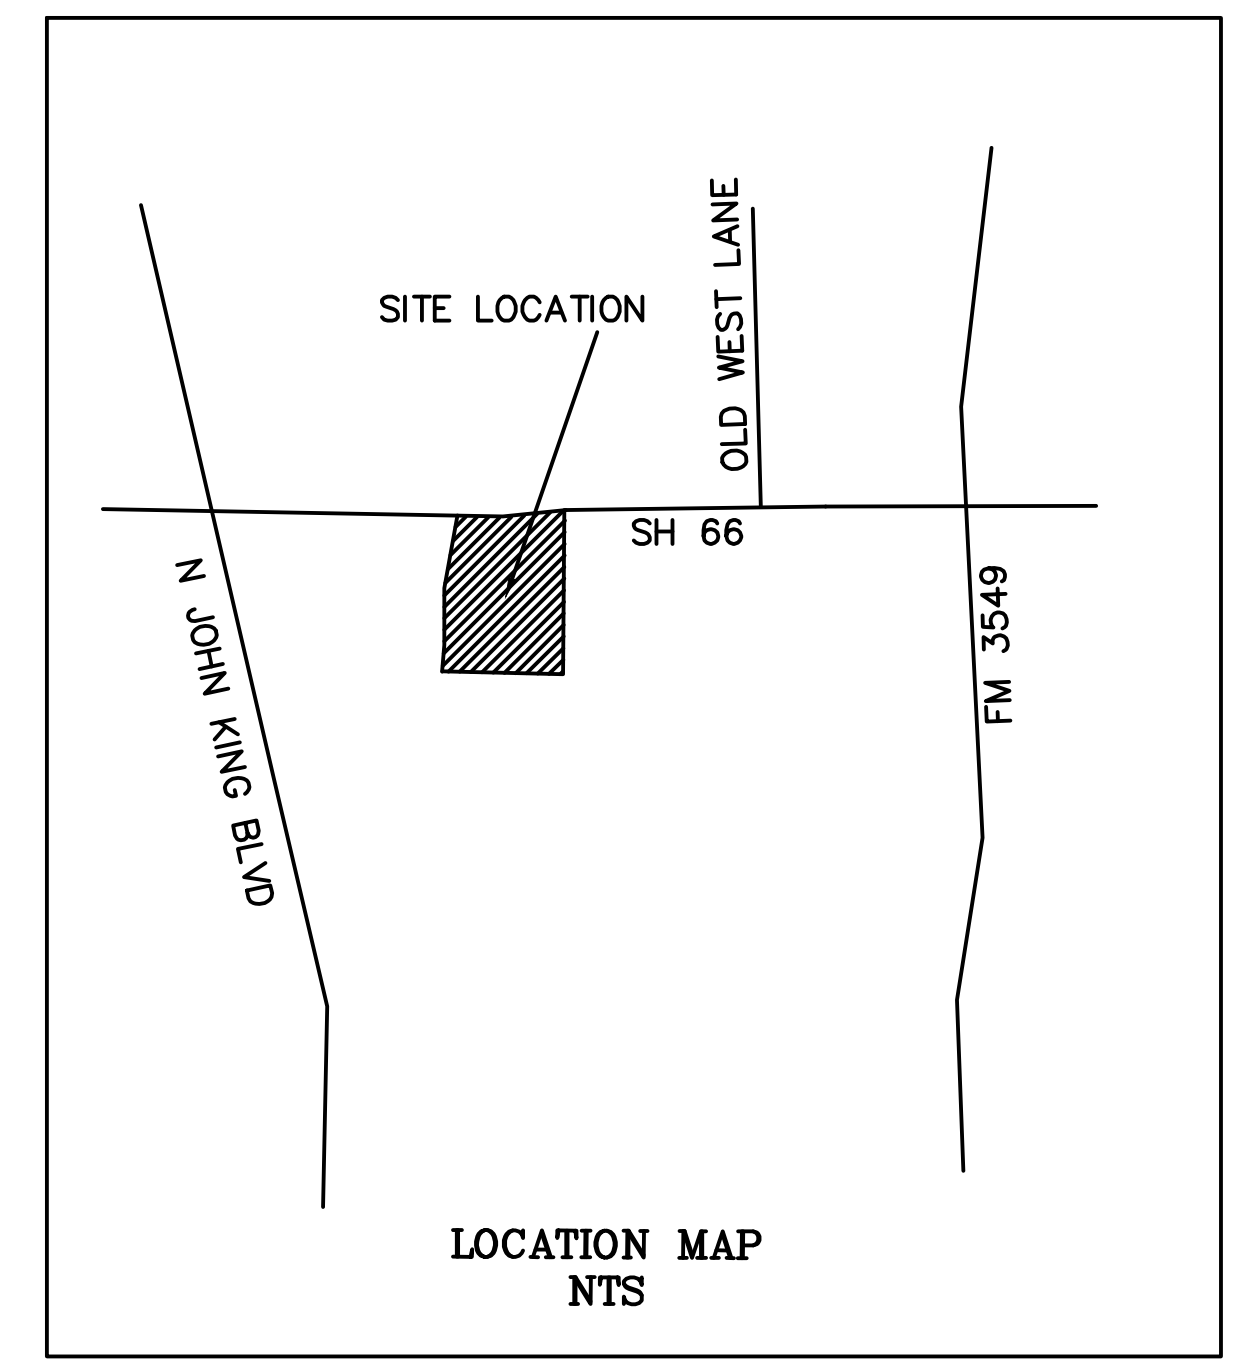 OLD WEST LANE
SITE LOCATION
SH 66
N JOHN KING BLVD
FM 3549
LOCATION MAP
NTS